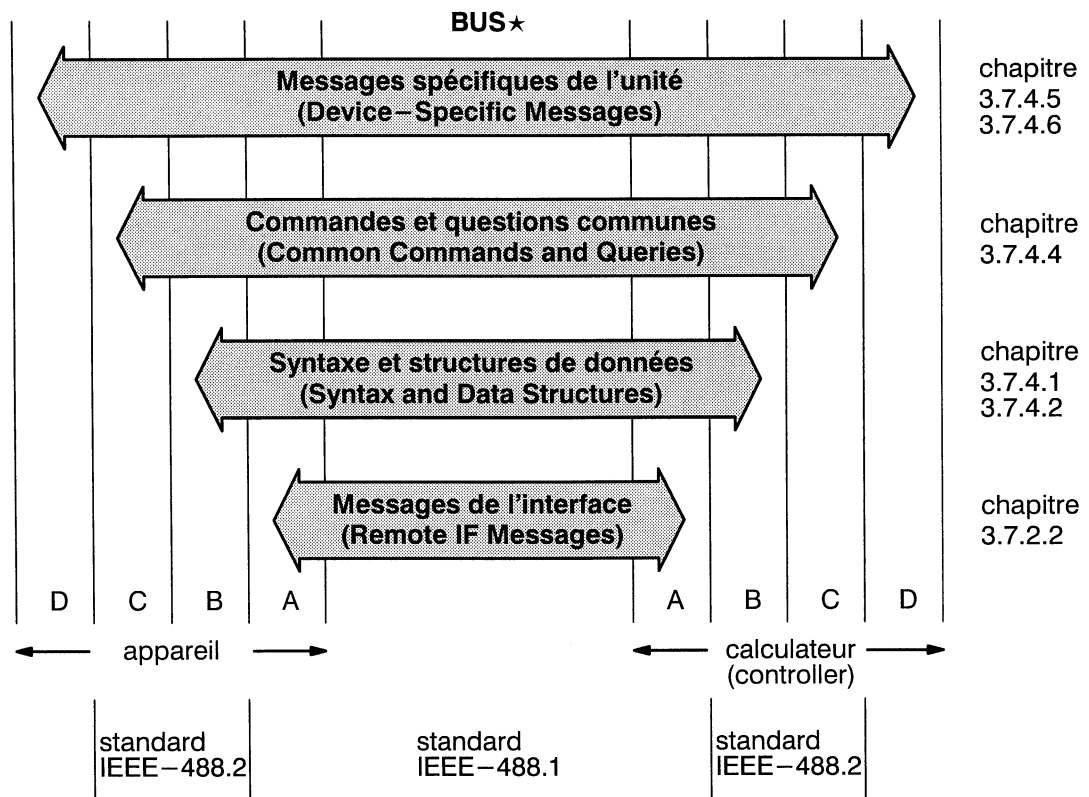 BUS★
Messages spécifiques de l'unité
(Device–Specific Messages)
chapitre
3.7.4.5
3.7.4.6
Commandes et questions communes
(Common Commands and Queries)
chapitre
3.7.4.4
Syntaxe et structures de données
(Syntax and Data Structures)
chapitre
3.7.4.1
3.7.4.2
Messages de l'interface
(Remote IF Messages)
chapitre
3.7.2.2
D C B A A B C D
appareil
calculateur
(controller)
standard
IEEE–488.2
standard
IEEE–488.1
standard
IEEE–488.2